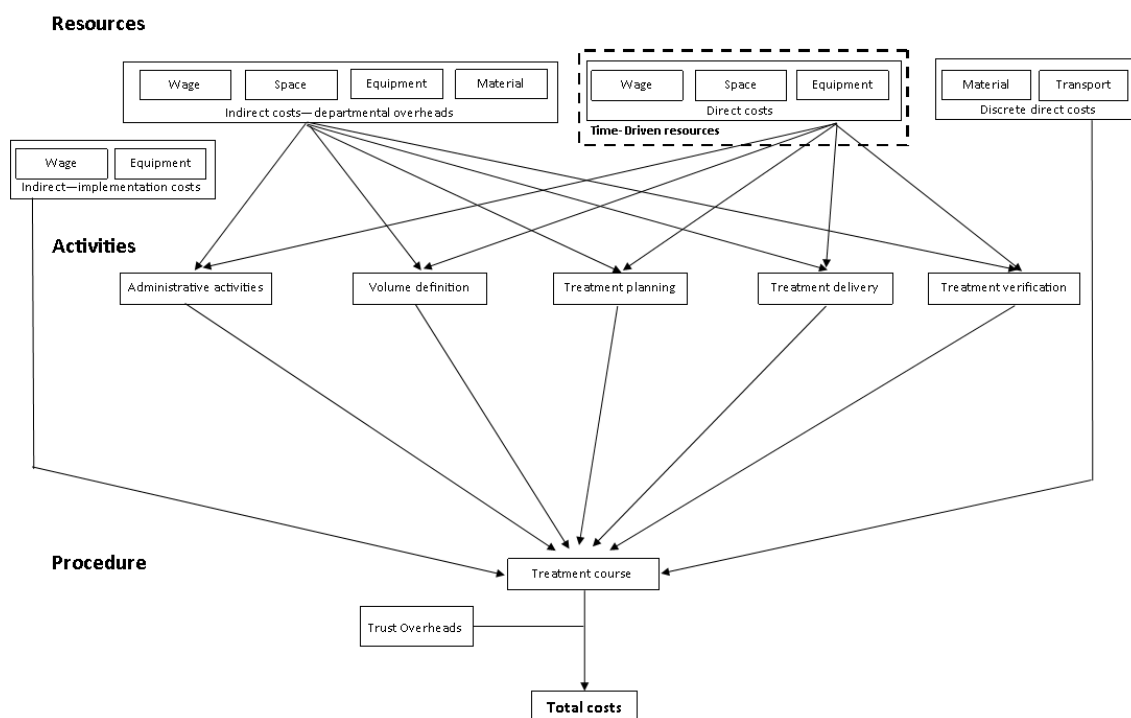 Resources
Wage
Space
Equipment
Material
Indirect costs—departmental overheads
Wage
Space
Equipment
Direct costs
Time-Driven resources
Material
Transport
Discrete direct costs
Wage
Equipment
Indirect—implementation costs
Activities
Administrative activities
Volume definition
Treatment planning
Treatment delivery
Treatment verification
Procedure
Treatment course
Trust Overheads
Total costs